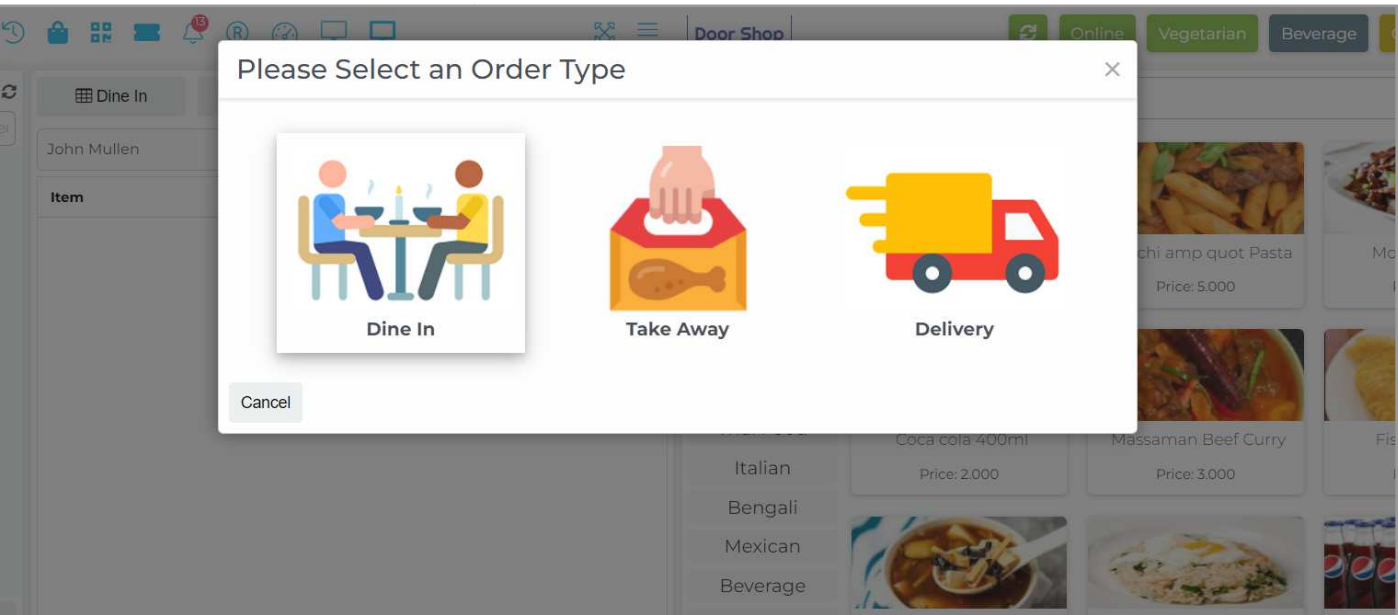 13
R
Door Shop
Online
Vegetarian
Beverage
Please Select an Order Type
×
Dine In
John Mullen
Item
Dine In
Take Away
Delivery
Cancel
chi amp quot Pasta
Price: 5.000
Coca cola 400ml
Price: 2.000
Massaman Beef Curry
Price: 3.000
Italian
Bengali
Mexican
Beverage